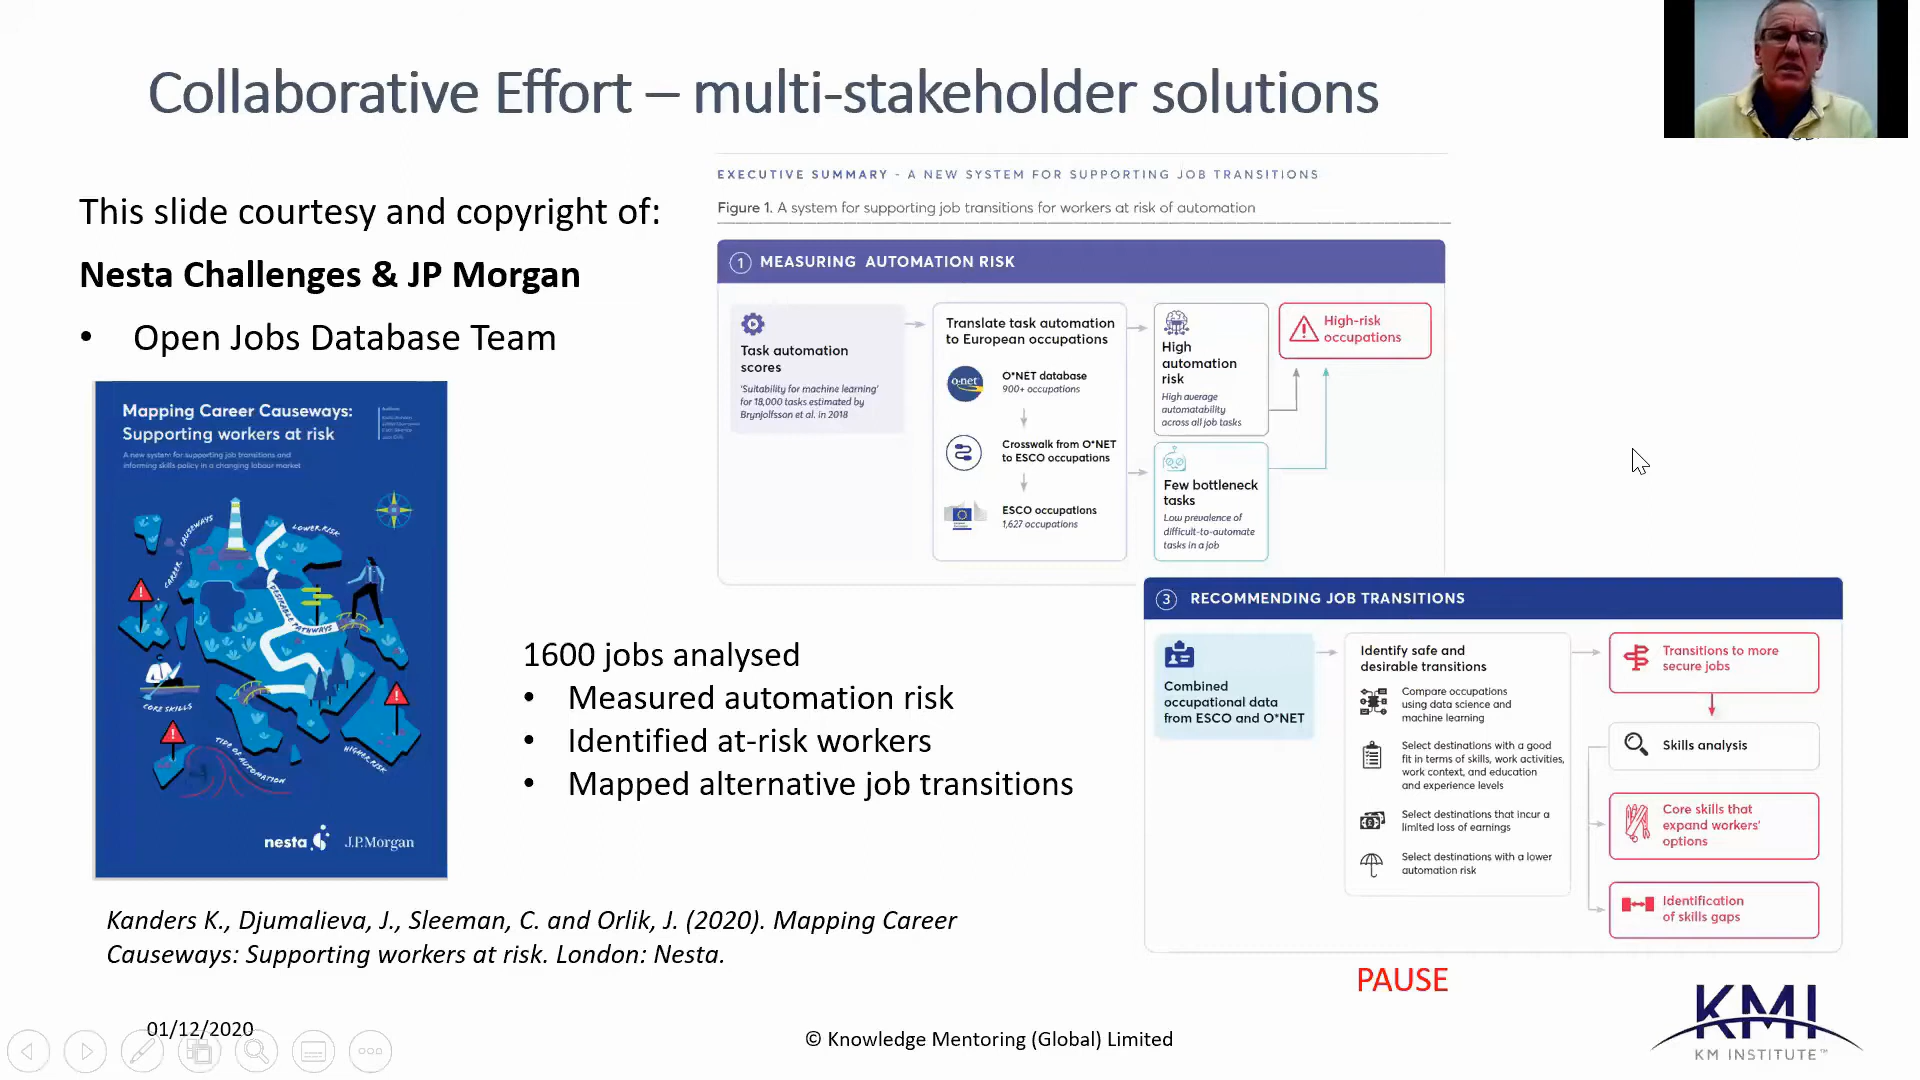 Collaborative Effort – multi-stakeholder solutions
This slide courtesy and copyright of:
Nesta Challenges & JP Morgan
• Open Jobs Database Team
Mapping Career Causeways:
Supporting workers at risk
A new system for supporting job transitions and
informing skills policy in a changing labour market
CAREER CAUSEWAYS
LOWER RISK
DESIRABLE PATHWAYS
CORE SKILLS
TIDE OF AUTOMATION
HIGHER RISK
nesta
J.P.Morgan
EXECUTIVE SUMMARY - A NEW SYSTEM FOR SUPPORTING JOB TRANSITIONS
Figure 1. A system for supporting job transitions for workers at risk of automation
1 MEASURING AUTOMATION RISK
Task automation
scores
'Suitability for machine learning'
for 18,000 tasks estimated by
Brynjolfsson et al. in 2018
Translate task automation
to European occupations
o*net
O*NET database
900+ occupations
Crosswalk from O*NET
to ESCO occupations
ESCO occupations
1,627 occupations
High
automation
risk
High average
automatability
across all job tasks
Few bottleneck
tasks
Low prevalence of
difficult-to-automate
tasks in a job
High-risk
occupations
1600 jobs analysed
• Measured automation risk
• Identified at-risk workers
• Mapped alternative job transitions
3 RECOMMENDING JOB TRANSITIONS
Combined
occupational data
from ESCO and O*NET
Identify safe and
desirable transitions
Compare occupations
using data science and
machine learning
Select destinations with a good
fit in terms of skills, work activities,
work context, and education
and experience levels
Select destinations that incur a
limited loss of earnings
Select destinations with a lower
automation risk
Transitions to more
secure jobs
Skills analysis
Core skills that
expand workers'
options
Identification
of skills gaps
Kanders K., Djumalieva, J., Sleeman, C. and Orlik, J. (2020). Mapping Career
Causeways: Supporting workers at risk. London: Nesta.
PAUSE
01/12/2020
© Knowledge Mentoring (Global) Limited
KMI
KM INSTITUTE™